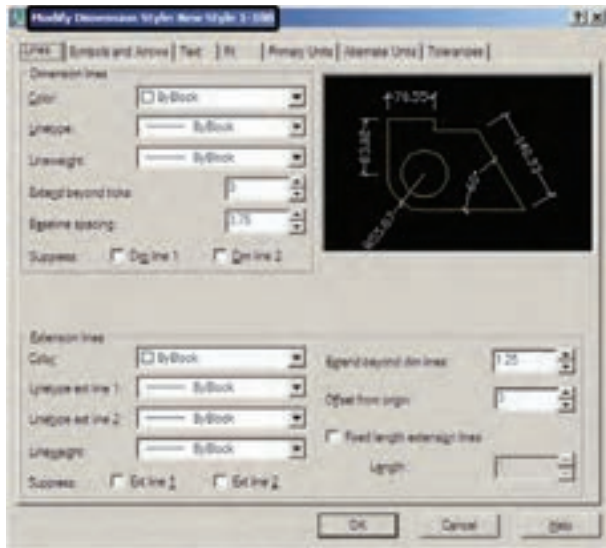 Modify Dimension Style: New Style 1-100
Lines Symbols and Arrows Text Fit Primary Units Alternate Units Tolerances
Dimension lines
Color: ByBlock
Linetype: ByBlock
Lineweight: ByBlock
Extend beyond ticks: 0
Baseline spacing: 3.75
Suppress: Dim line 1 Dim line 2
Extension lines
Color: ByBlock
Linetype ext line 1: ByBlock
Linetype ext line 2: ByBlock
Lineweight: ByBlock
Suppress: Ext line 1 Ext line 2
Extend beyond dim lines: 1.25
Offset from origin:
Fixed length extension lines
Length:
OK Cancel Help